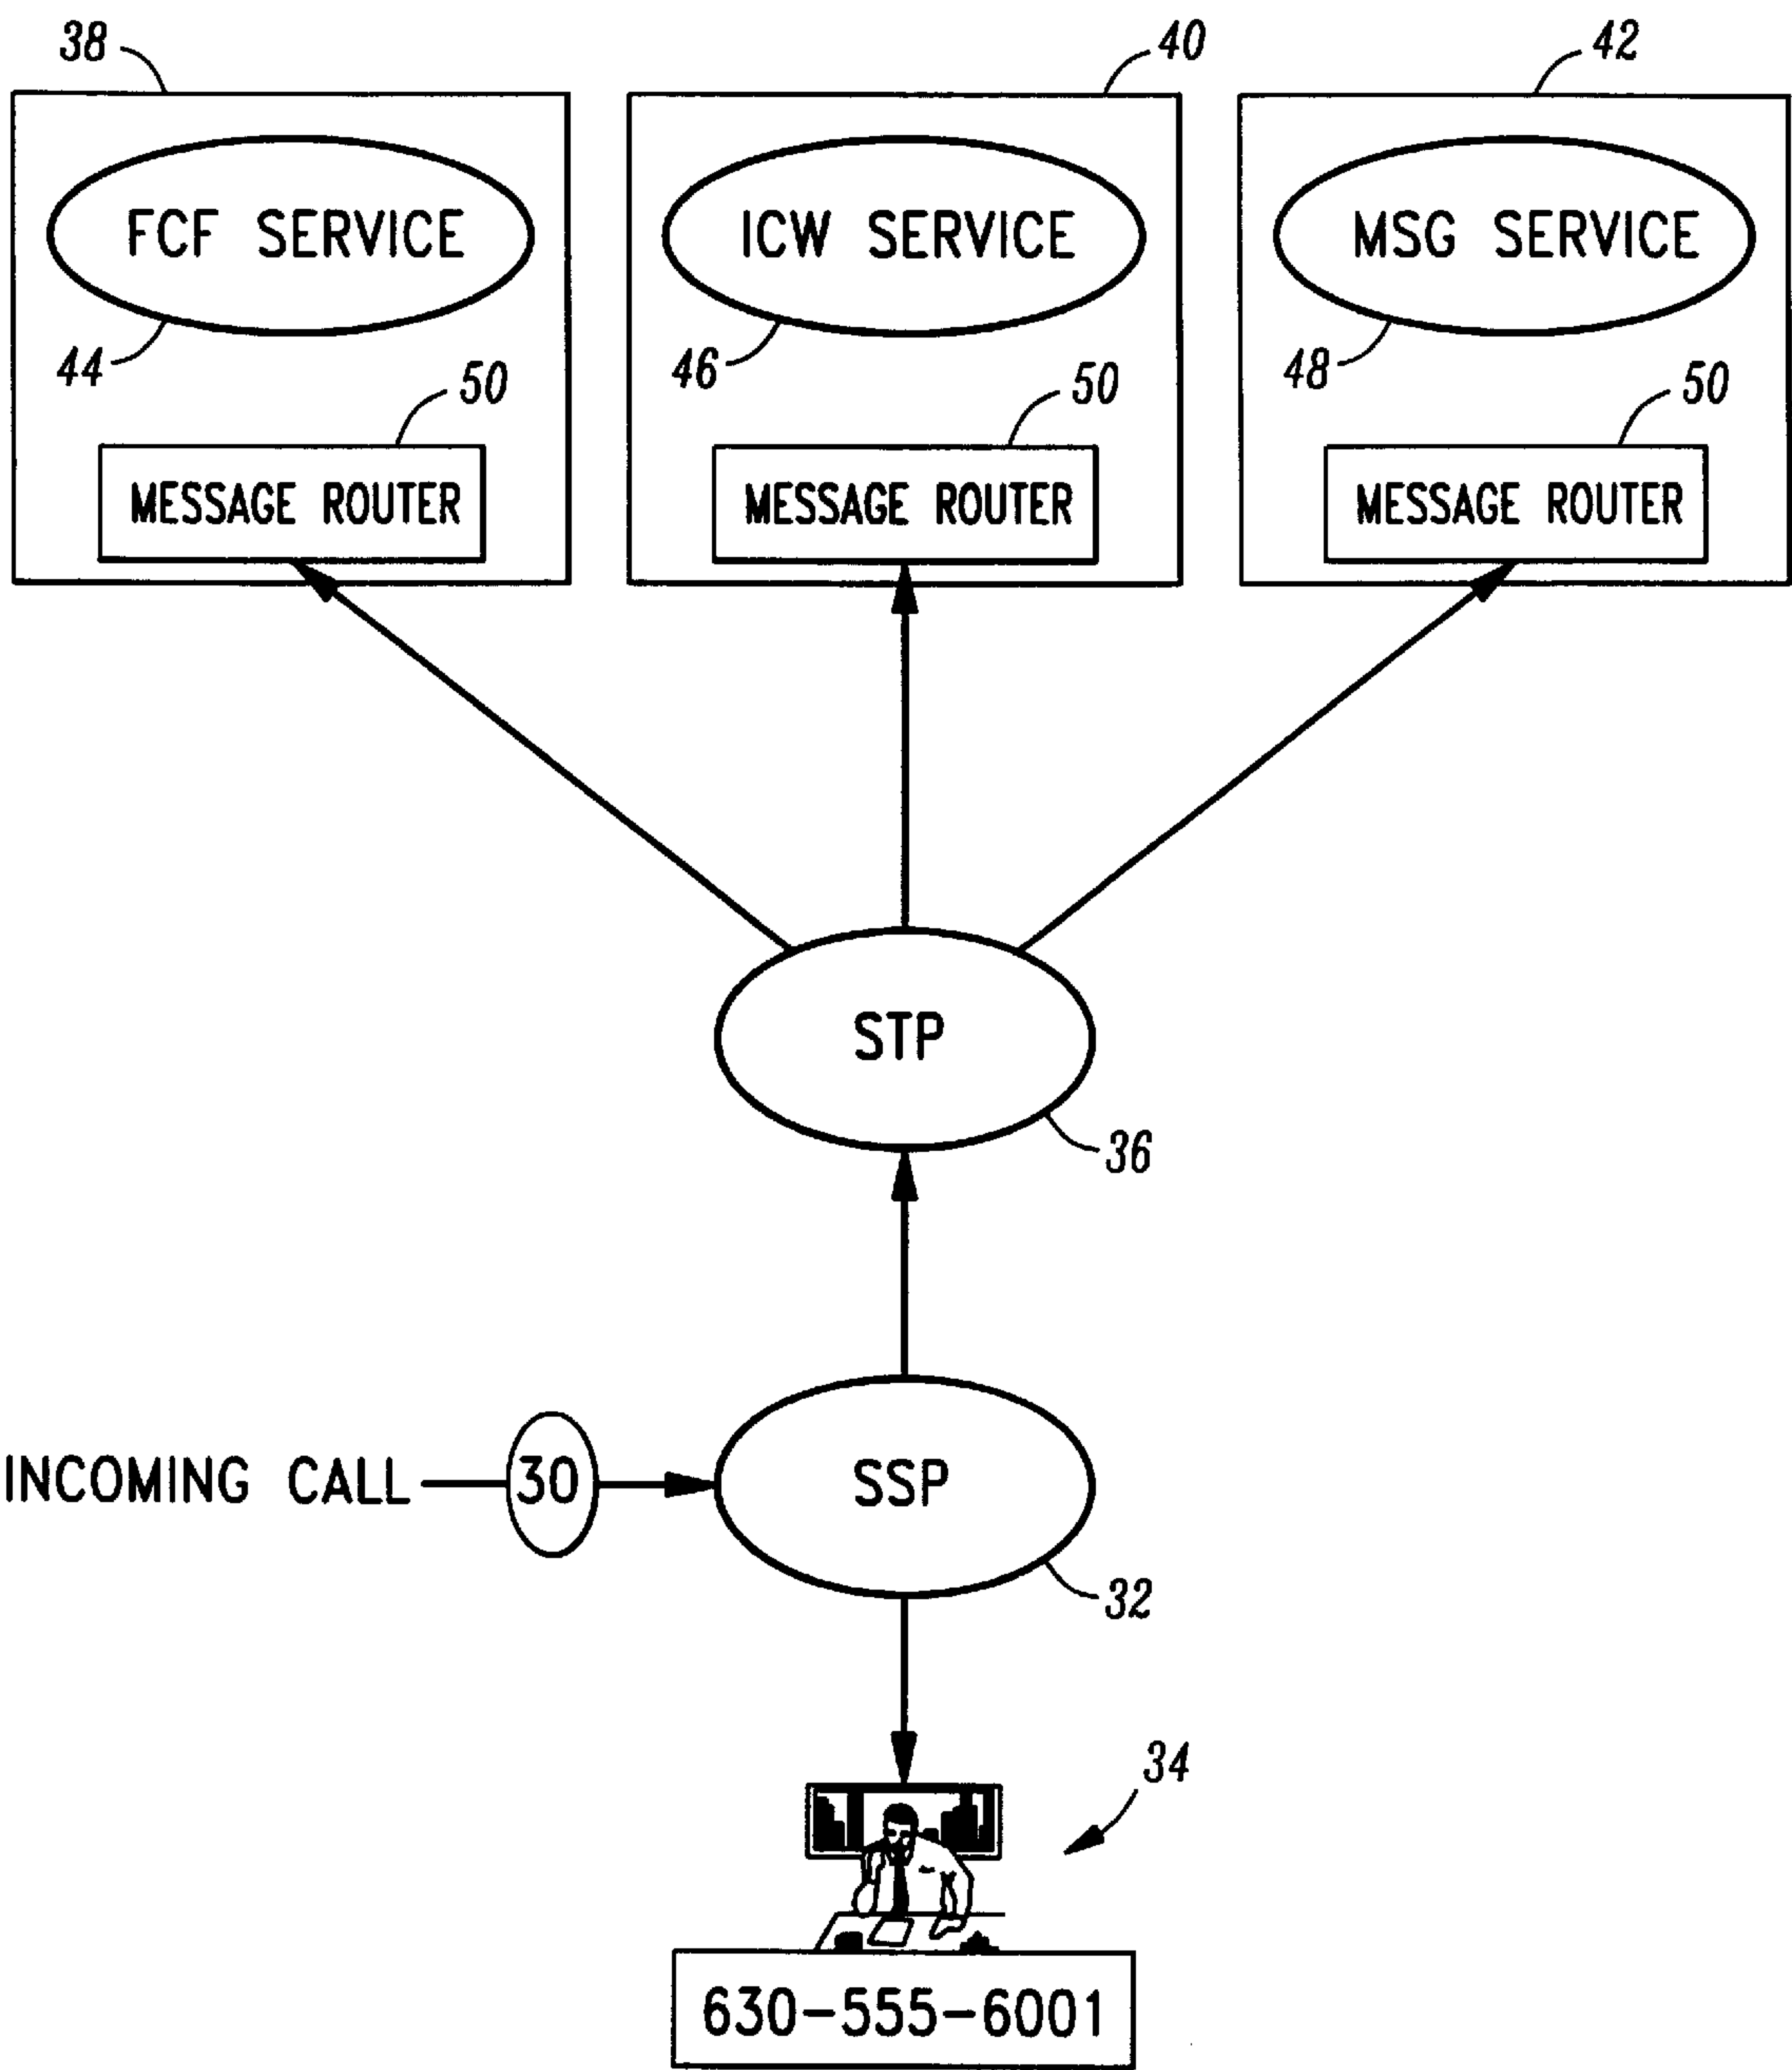 38
40
42
FCF SERVICE
ICW SERVICE
MSG SERVICE
44
46
48
50
50
50
MESSAGE ROUTER
MESSAGE ROUTER
MESSAGE ROUTER
STP
36
INCOMING CALL
30
SSP
32
34
630-555-6001